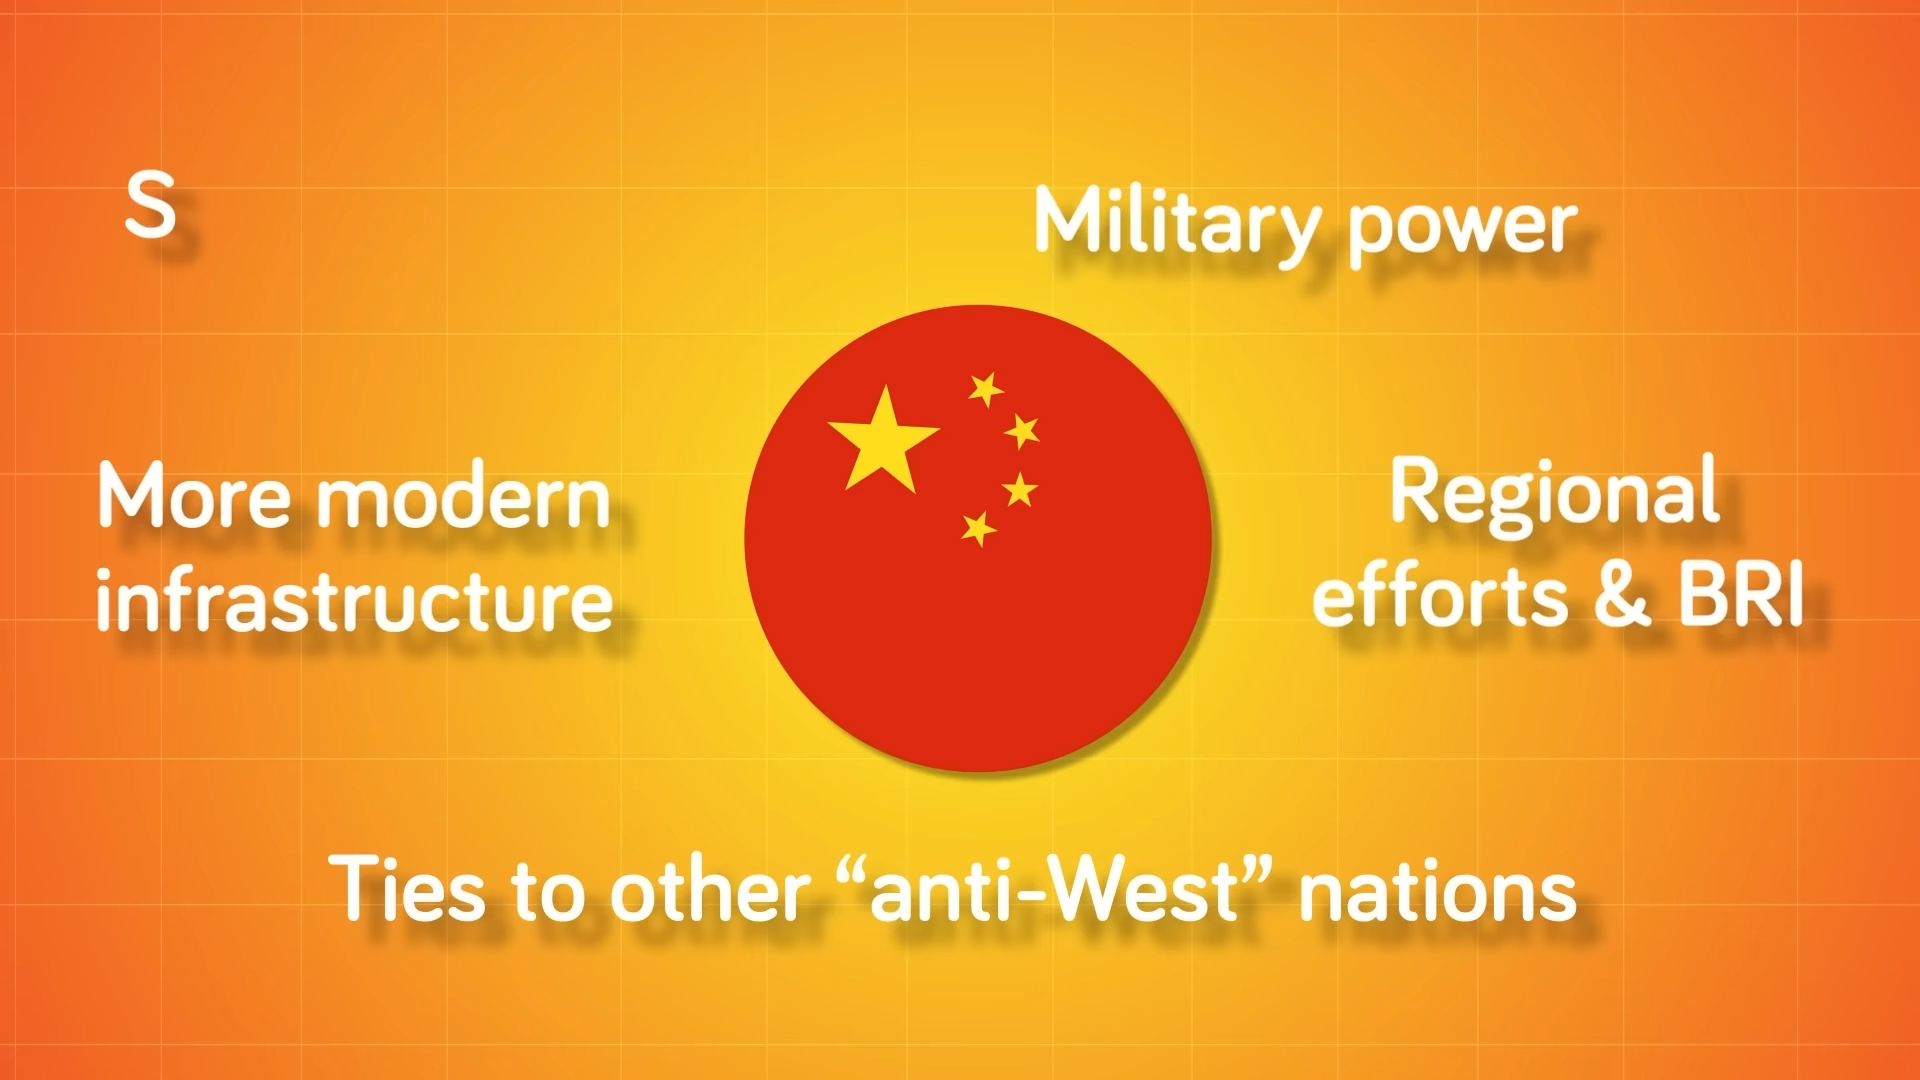 S
Military power
More modern
infrastructure
Regional
efforts & BRI
Ties to other “anti-West” nations